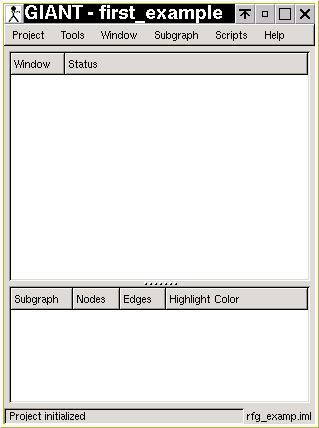 GIANT - first_example
Project Tools Window Subgraph Scripts Help
Window Status
Subgraph Nodes Edges Highlight Color
Project initialized rfg_examp.iml